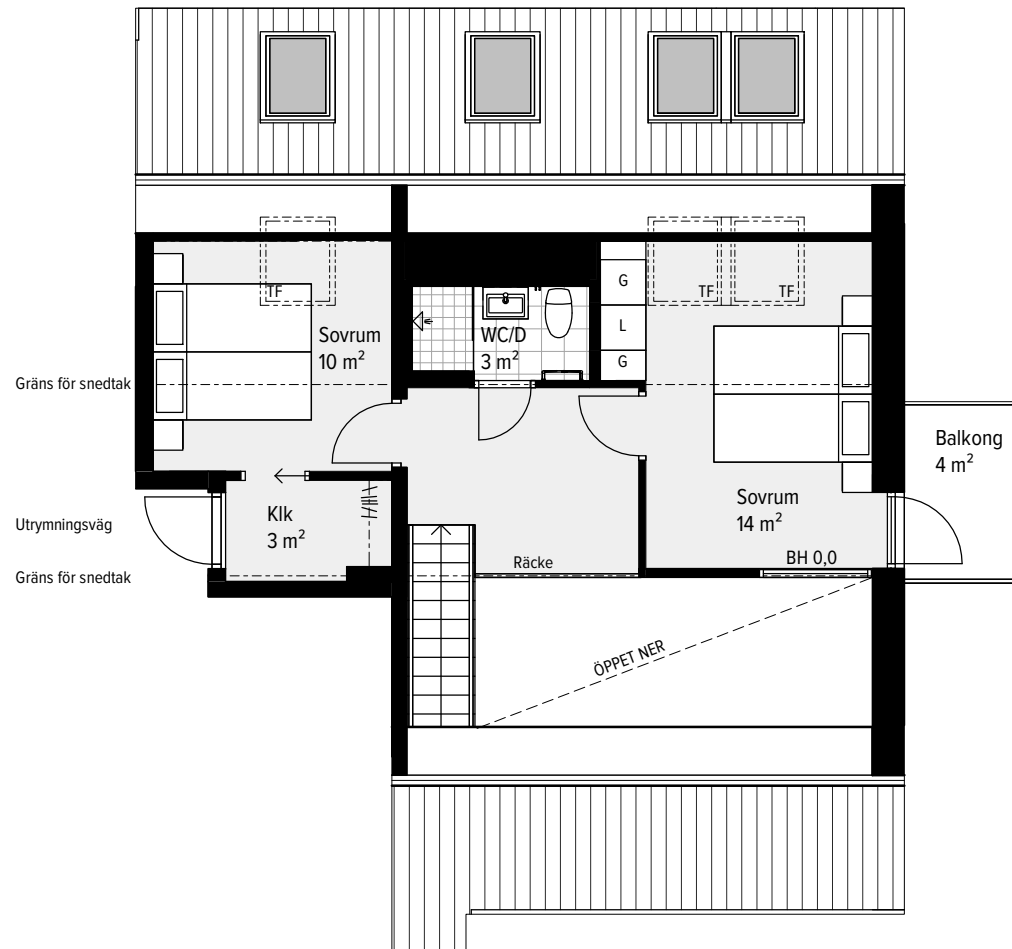 TF
TF
TF
G
L
G
Sovrum
10 m²
WC/D
3 m²
Gräns för snedtak
Balkong
4 m²
Sovrum
14 m²
Klk
3 m²
Utrymningsväg
BH 0,0
Räcke
Gräns för snedtak
ÖPPET NER